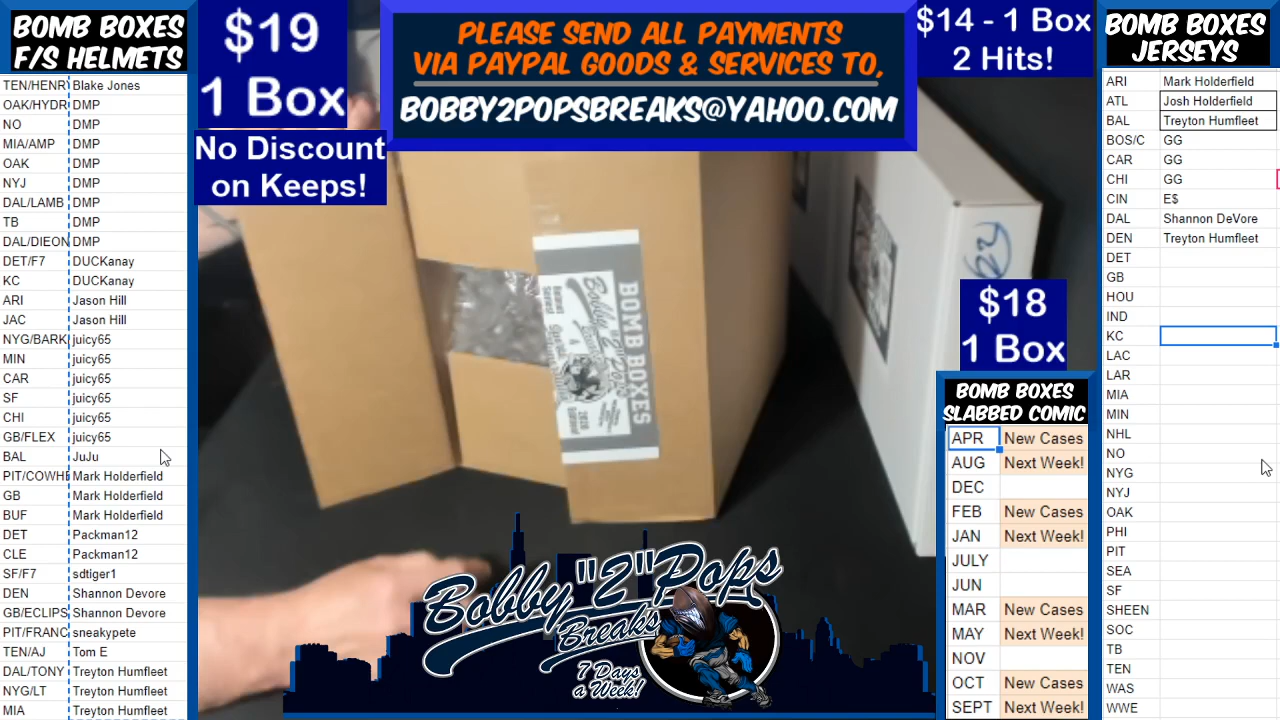 BOMB BOXES
F/S HELMETS
TEN/HENR Blake Jones
OAK/HYDR DMP
NO DMP
MIA/AMP DMP
OAK DMP
NYJ DMP
DAL/LAMB DMP
TB DMP
DAL/DIEON DMP
DET/F7 DUCKanay
KC DUCKanay
ARI Jason Hill
JAC Jason Hill
NYG/BARK juicy65
MIN juicy65
CAR juicy65
SF juicy65
CHI juicy65
GB/FLEX juicy65
BAL JuJu
PIT/COWH Mark Holderfield
GB Mark Holderfield
BUF Mark Holderfield
DET Packman12
CLE Packman12
SF/F7 sdtiger1
DEN Shannon Devore
GB/ECLIPS Shannon Devore
PIT/FRANC sneakypete
TEN/AJ Tom E
DAL/TONY Treyton Humfleet
NYG/LT Treyton Humfleet
MIA Treyton Humfleet
$19
1 Box
No Discount
on Keeps!
PLEASE SEND ALL PAYMENTS
VIA PAYPAL GOODS & SERVICES TO,
BOBBY2POPSBREAKS@YAHOO.COM
BOMB BOXES
Bobby "2" Pops
Breaks
7 Days
a Week!
$14 - 1 Box
2 Hits!
$18
1 Box
BOMB BOXES
SLABBED COMIC
APR New Cases
AUG Next Week!
DEC
FEB New Cases
JAN Next Week!
JULY
JUN
MAR New Cases
MAY Next Week!
NOV
OCT New Cases
SEPT Next Week!
BOMB BOXES
JERSEYS
ARI Mark Holderfield
ATL Josh Holderfield
BAL Treyton Humfleet
BOS/C GG
CAR GG
CHI GG
CIN E$
DAL Shannon DeVore
DEN Treyton Humfleet
DET
GB
HOU
IND
KC
LAC
LAR
MIA
MIN
NHL
NO
NYG
NYJ
OAK
PHI
PIT
SEA
SF
SHEEN
SOC
TB
TEN
WAS
WWE